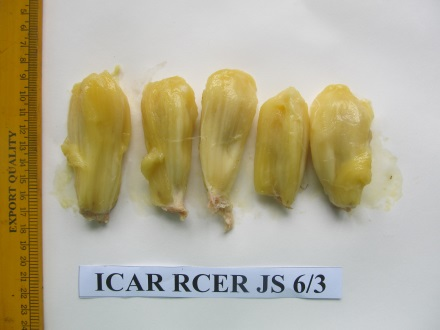 EXPORT QUALITY
ICAR RCER JS 6/3